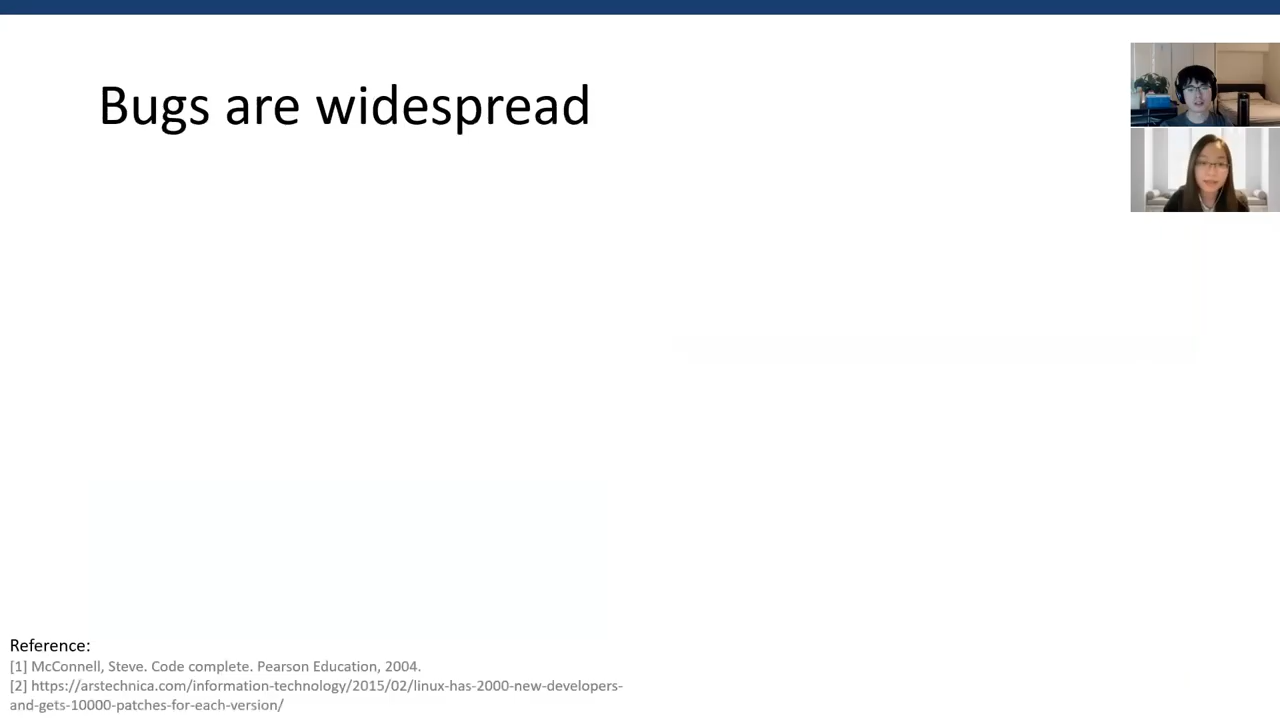 Bugs are widespread
Reference:
[1] McConnell, Steve. Code complete. Pearson Education, 2004.
[2] https://arstechnica.com/information-technology/2015/02/linux-has-2000-new-developers-
and-gets-10000-patches-for-each-version/